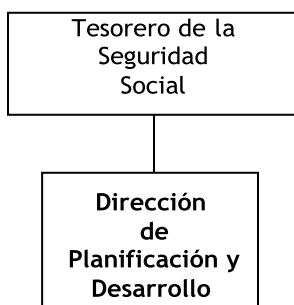 Tesorero de la
Seguridad
Social
Dirección
de
Planificación y
Desarrollo